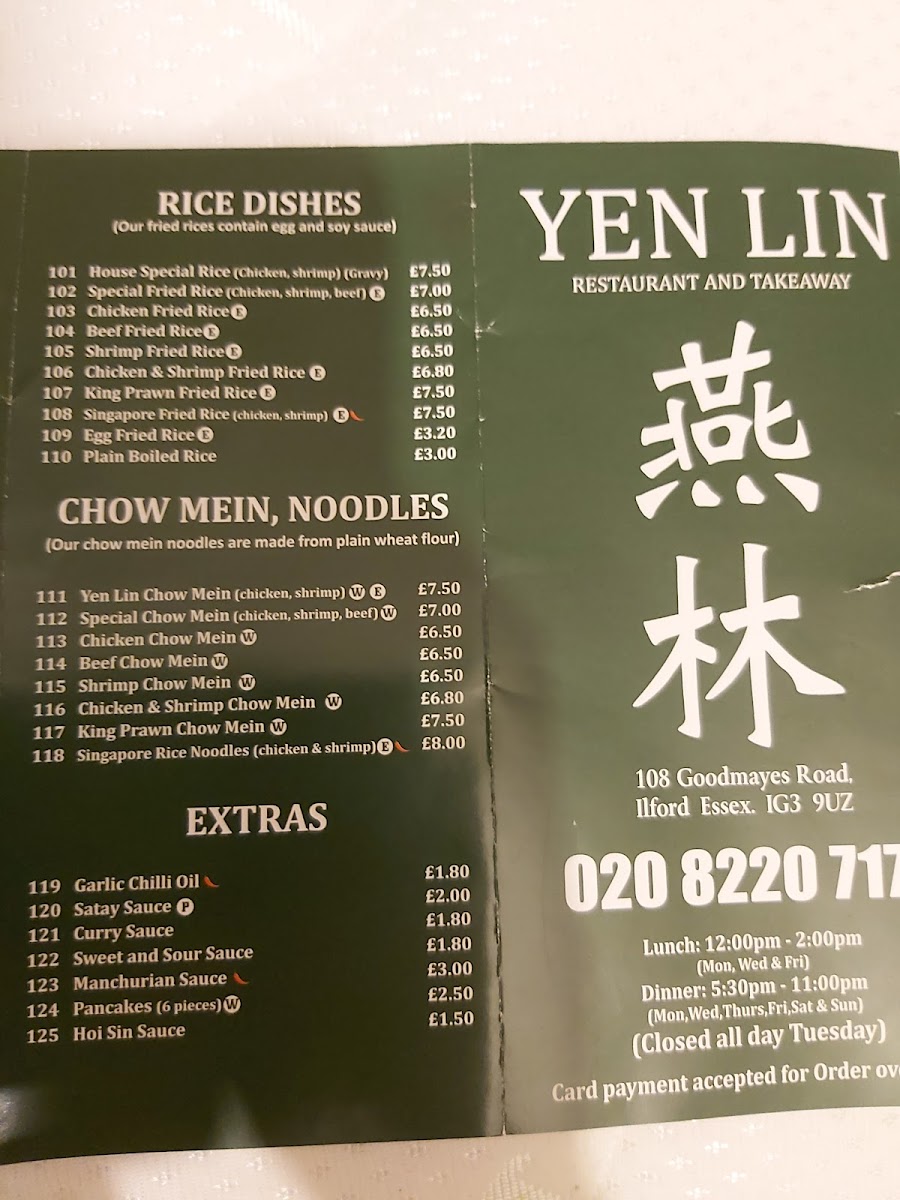 RICE DISHES
(Our fried rices contain egg and soy sauce)
101 House Special Rice (Chicken, shrimp) (Gravy) £7.50
102 Special Fried Rice (Chicken, shrimp, beef) E £7.00
103 Chicken Fried Rice E £6.50
104 Beef Fried Rice E £6.50
105 Shrimp Fried Rice E £6.50
106 Chicken & Shrimp Fried Rice E £6.80
107 King Prawn Fried Rice E £7.50
108 Singapore Fried Rice (chicken, shrimp) E £7.50
109 Egg Fried Rice E £3.20
110 Plain Boiled Rice £3.00
CHOW MEIN, NOODLES
(Our chow mein noodles are made from plain wheat flour)
111 Yen Lin Chow Mein (chicken, shrimp) W E £7.50
112 Special Chow Mein (chicken, shrimp, beef) W £7.00
113 Chicken Chow Mein W £6.50
114 Beef Chow Mein W £6.50
115 Shrimp Chow Mein W £6.50
116 Chicken & Shrimp Chow Mein W £6.80
117 King Prawn Chow Mein W £7.50
118 Singapore Rice Noodles (chicken & shrimp) E £8.00
EXTRAS
119 Garlic Chilli Oil £1.80
120 Satay Sauce P £2.00
121 Curry Sauce £1.80
122 Sweet and Sour Sauce £1.80
123 Manchurian Sauce £3.00
124 Pancakes (6 pieces) W £2.50
125 Hoi Sin Sauce £1.50
YEN LIN
RESTAURANT AND TAKEAWAY
燕
林
108 Goodmayes Road,
Ilford Essex. IG3 9UZ
020 8220 717
Lunch: 12:00pm - 2:00pm
(Mon, Wed & Fri)
Dinner: 5:30pm - 11:00pm
(Mon,Wed,Thurs,Fri,Sat & Sun)
(Closed all day Tuesday)
Card payment accepted for Order ov